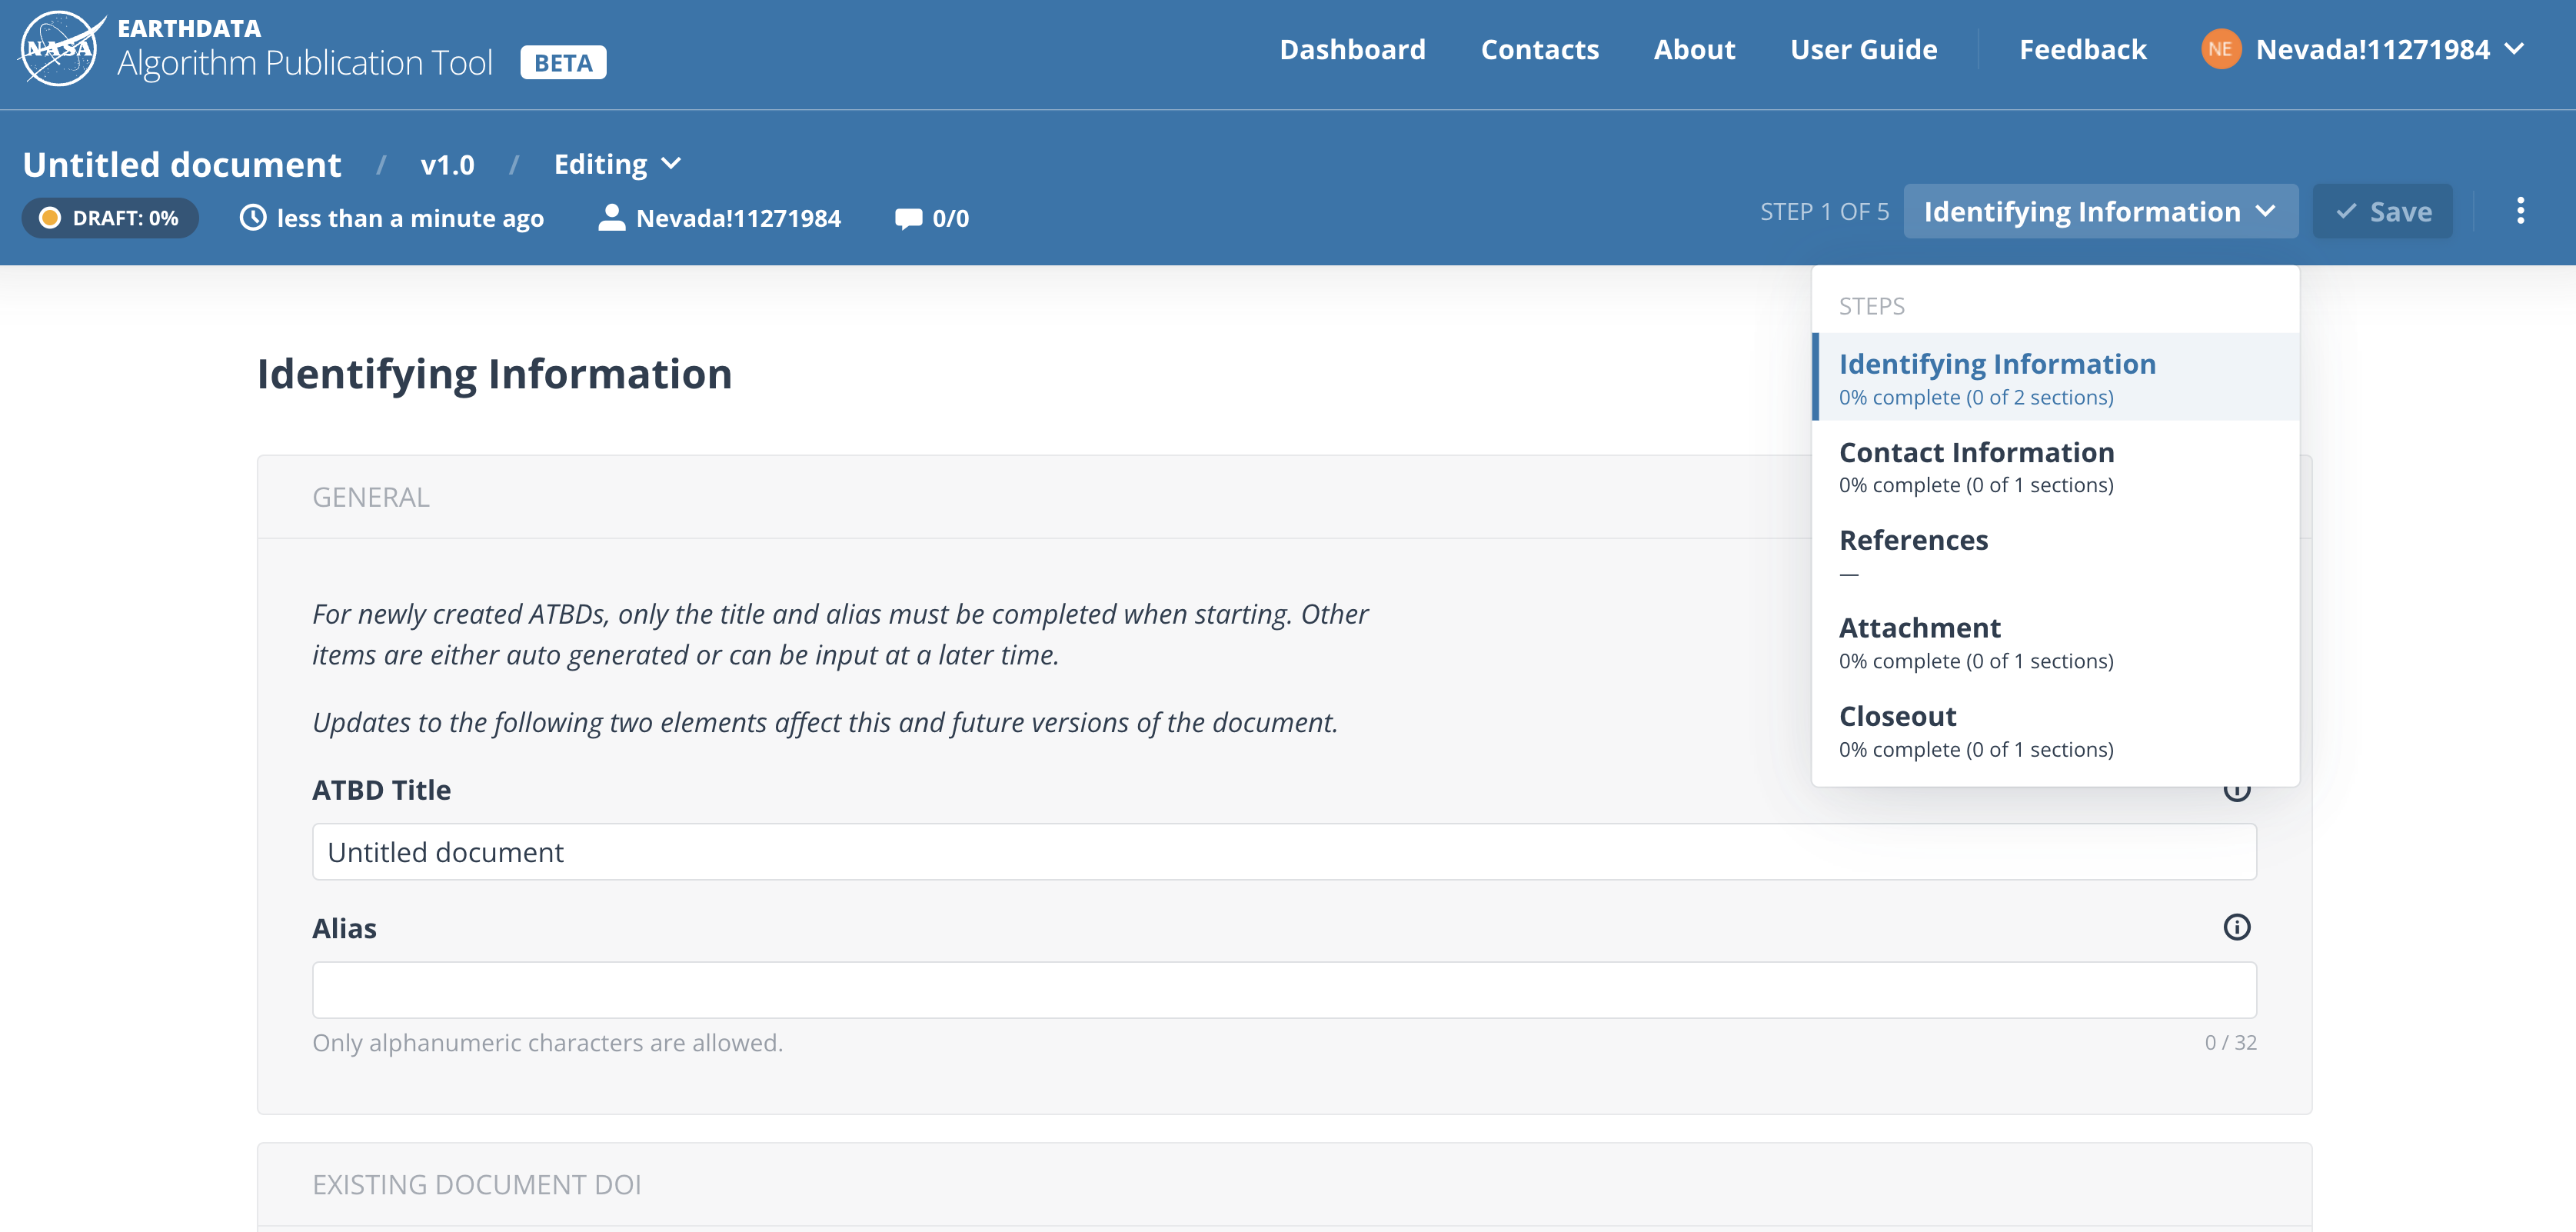 NASA
EARTHDATA
Algorithm Publication Tool BETA
Dashboard Contacts About User Guide Feedback NE Nevada!11271984
Untitled document / v1.0 / Editing
DRAFT: 0% less than a minute ago Nevada!11271984 0/0
STEP 1 OF 5 Identifying Information Save
STEPS
Identifying Information
0% complete (0 of 2 sections)
Contact Information
0% complete (0 of 1 sections)
References
—
Attachment
0% complete (0 of 1 sections)
Closeout
0% complete (0 of 1 sections)
Identifying Information
GENERAL
For newly created ATBDs, only the title and alias must be completed when starting. Other
items are either auto generated or can be input at a later time.
Updates to the following two elements affect this and future versions of the document.
ATBD Title
Untitled document
Alias
Only alphanumeric characters are allowed. 0 / 32
EXISTING DOCUMENT DOI